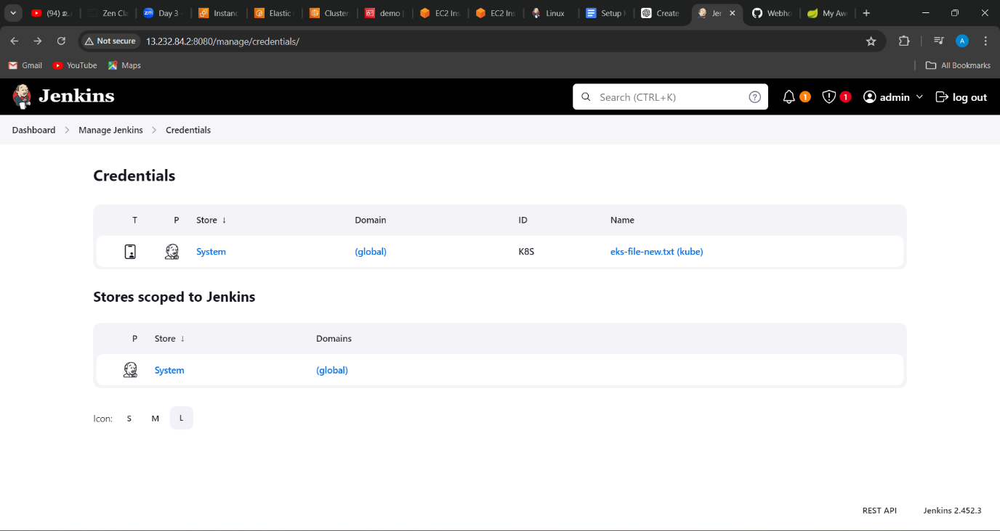 (94) உ
Zen Cla
Day 3
Instanc
Elastic
Cluster
demo
EC2 Ins
EC2 Ins
Linux
Setup
Create
Jen
Webho
My Aw
Not secure 13.232.84.2:8080/manage/credentials/
A
Gmail YouTube Maps All Bookmarks
Jenkins Search (CTRL+K) ? 1 1 admin log out
Dashboard Manage Jenkins Credentials
Credentials
T P Store ↓ Domain ID Name
System (global) K8S eks-file-new.txt (kube)
Stores scoped to Jenkins
P Store ↓ Domains
System (global)
Icon: S M L
REST API Jenkins 2.452.3